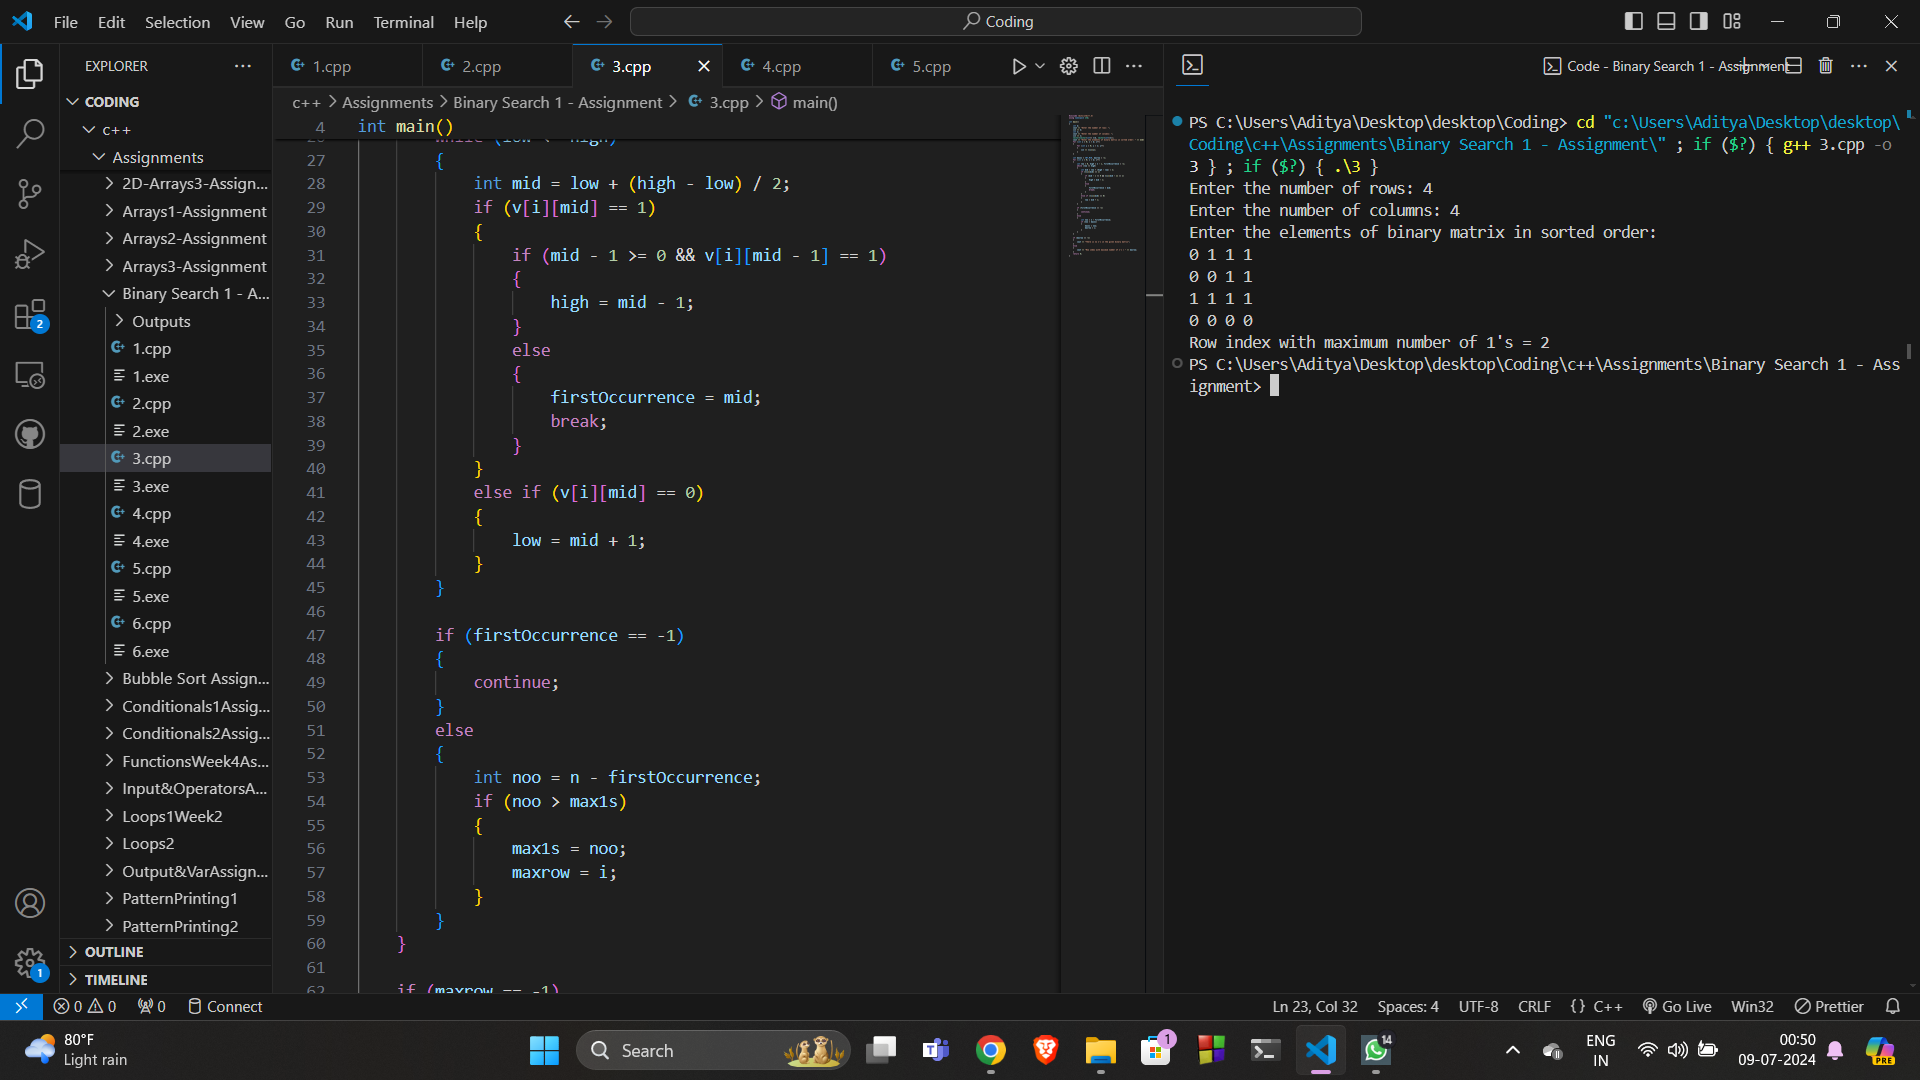 File Edit Selection View Go Run Terminal Help
Coding
EXPLORER
CODING
c++
Assignments
2D-Arrays3-Assign...
Arrays1-Assignment
Arrays2-Assignment
Arrays3-Assignment
Binary Search 1 - A...
Outputs
1.cpp
1.exe
2.cpp
2.exe
3.cpp
3.exe
4.cpp
4.exe
5.cpp
5.exe
6.cpp
6.exe
Bubble Sort Assign...
Conditionals1Assig...
Conditionals2Assig...
FunctionsWeek4As...
Input&OperatorsA...
Loops1Week2
Loops2
Output&VarAssign...
PatternPrinting1
PatternPrinting2
OUTLINE
TIMELINE
2
1
1.cpp 2.cpp 3.cpp 4.cpp 5.cpp
c++ > Assignments > Binary Search 1 - Assignment > 3.cpp > main()
4 int main()
27 {
28 int mid = low + (high - low) / 2;
29 if (v[i][mid] == 1)
30 {
31 if (mid - 1 >= 0 && v[i][mid - 1] == 1)
32 {
33 high = mid - 1;
34 }
35 else
36 {
37 firstOccurrence = mid;
38 break;
39 }
40 }
41 else if (v[i][mid] == 0)
42 {
43 low = mid + 1;
44 }
45 }
46
47 if (firstOccurrence == -1)
48 {
49 continue;
50 }
51 else
52 {
53 int noo = n - firstOccurrence;
54 if (noo > max1s)
55 {
56 max1s = noo;
57 maxrow = i;
58 }
59 }
60 }
61
62 if (maxrow == -1)
Code - Binary Search 1 - Assignment
PS C:\Users\Aditya\Desktop\desktop\Coding> cd "c:\Users\Aditya\Desktop\desktop\
Coding\c++\Assignments\Binary Search 1 - Assignment\" ; if ($?) { g++ 3.cpp -o
3 } ; if ($?) { .\3 }
Enter the number of rows: 4
Enter the number of columns: 4
Enter the elements of binary matrix in sorted order:
0 1 1 1
0 0 1 1
1 1 1 1
0 0 0 0
Row index with maximum number of 1's = 2
PS C:\Users\Aditya\Desktop\desktop\Coding\c++\Assignments\Binary Search 1 - Ass
ignment>
0 0 0 Connect
Ln 23, Col 32 Spaces: 4 UTF-8 CRLF {} C++ Go Live Win32 Prettier
80°F
Light rain
Search
1
14
ENG
IN
00:50
09-07-2024
PRE